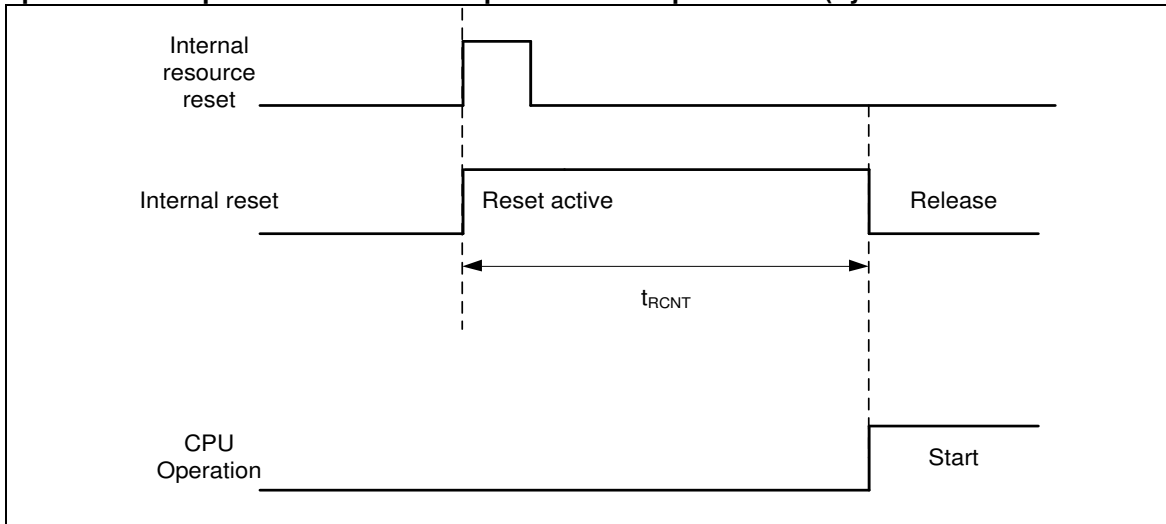 Internal
resource
reset
Internal reset
Reset active
Release
tRCNT
CPU
Operation
Start